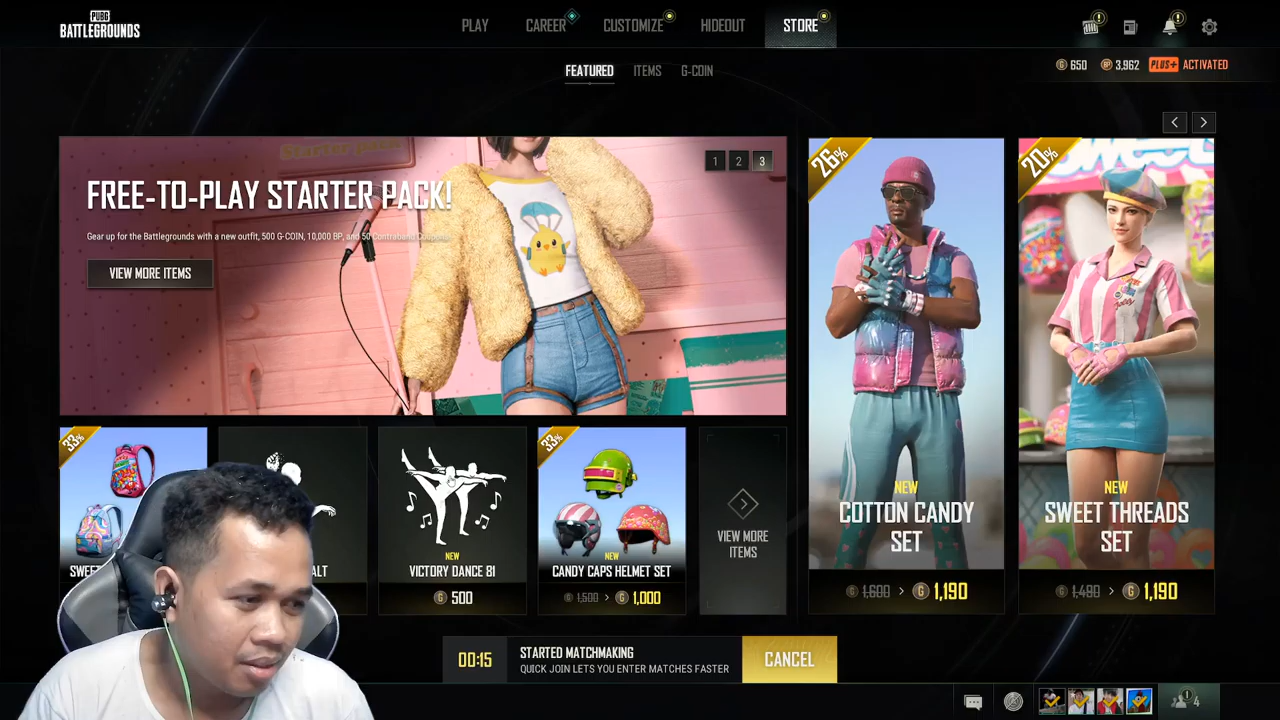 PUBG
BATTLEGROUNDS
PLAY
CAREER
CUSTOMIZE
HIDEOUT
STORE
FEATURED
ITEMS
G-COIN
G 650
BP 3,962
PLUS+ ACTIVATED
Starter pack
FREE-TO-PLAY STARTER PACK!
Gear up for the Battlegrounds with a new outfit, 500 G-COIN, 10,000 BP, and 50 Contraband Coupons.
VIEW MORE ITEMS
1 2 3
26%
NEW
COTTON CANDY
SET
G 1,600 > G 1,190
20%
NEW
SWEET THREADS
SET
G 1,490 > G 1,190
33%
SWEE
ALT
NEW
VICTORY DANCE 81
G 500
33%
NEW
CANDY CAPS HELMET SET
G 1,500 > G 1,000
VIEW MORE
ITEMS
00:15
STARTED MATCHMAKING
QUICK JOIN LETS YOU ENTER MATCHES FASTER
CANCEL
4